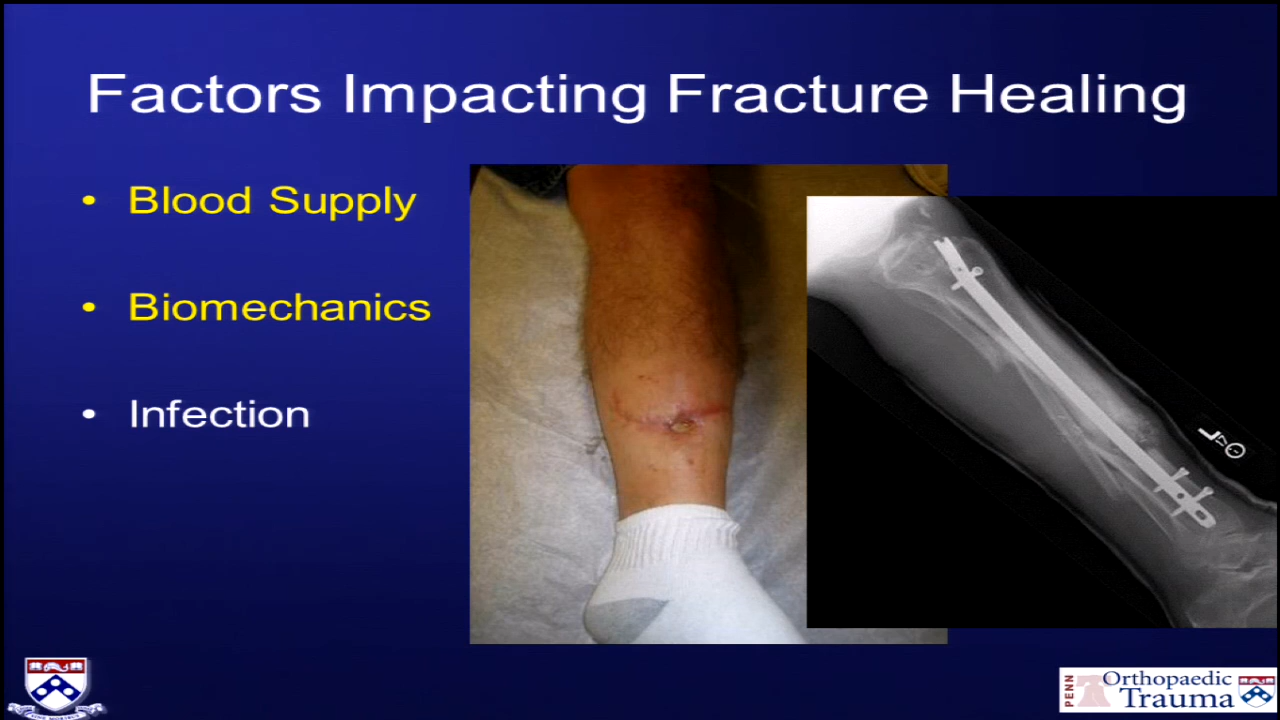 Factors Impacting Fracture Healing
• Blood Supply
• Biomechanics
• Infection
L
PENN
Orthopaedic
Trauma